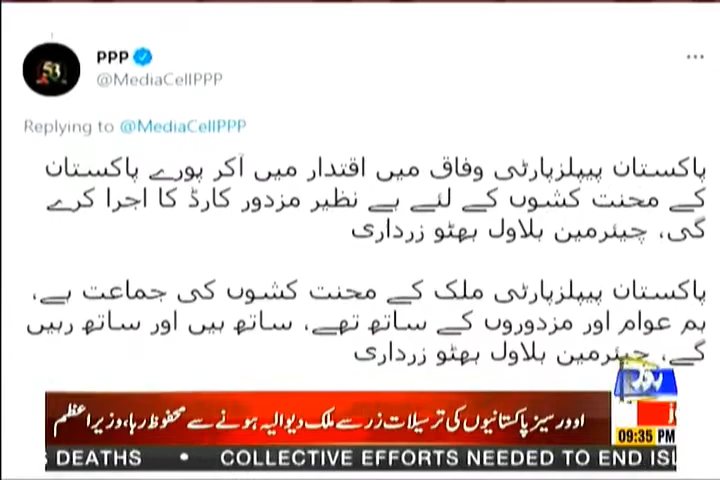 PPP
@MediaCellPPP
Replying to @MediaCellPPP
پاکستان پیپلزپارٹی وفاق میں اقتدار میں آکر پورے پاکستان
کے محنت کشوں کے لئے بے نظیر مزدور کارڈ کا اجرا کرے
گی، چیئرمین بلاول بھٹو زرداری
پاکستان پیپلزپارٹی ملک کے محنت کشوں کی جماعت ہے،
ہم عوام اور مزدوروں کے ساتھ تھے، ساتھ ہیں اور ساتھ رہیں
گے، چیئرمین بلاول بھٹو زرداری
اوورسیز پاکستانیوں کی ترسیلات زر سے ملک دیوالیہ ہونے سے محفوظ رہا، وزیراعظم
09:35 PM
DEATHS • COLLECTIVE EFFORTS NEEDED TO END